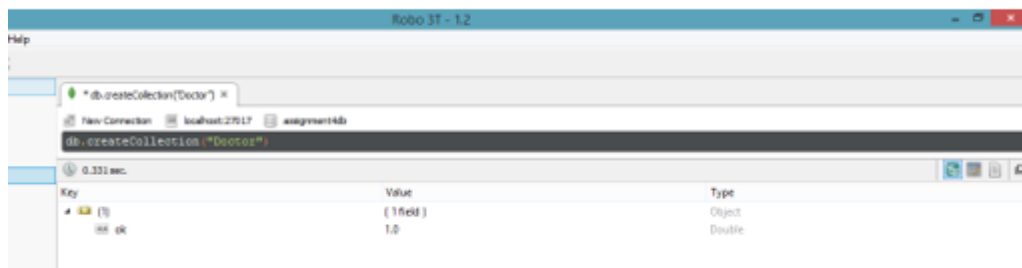 Robo 3T - 1.2
Help
* db.createCollection("Doctor") ×
New Connection localhost:27017 assignment4db
db.createCollection("Doctor")
0.331 sec.
Key Value Type
(1) { 1 field } Object
ok 1.0 Double